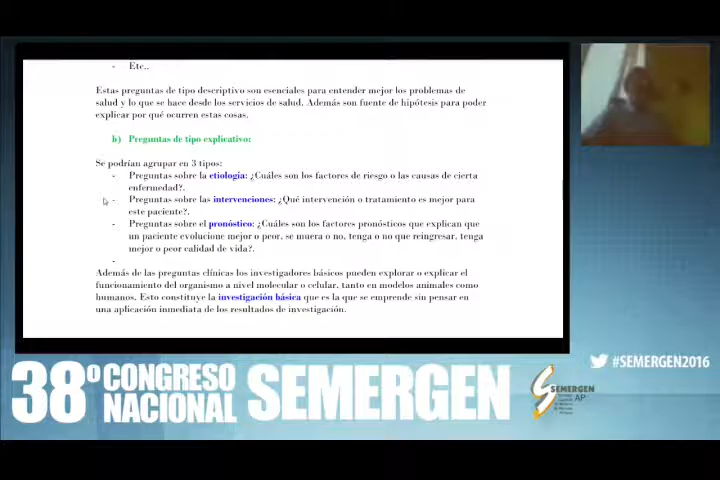 - Etc..
Estas preguntas de tipo descriptivo son esenciales para entender mejor los problemas de
salud y lo que se hace desde los servicios de salud. Además son fuente de hipótesis para poder
explicar por qué ocurren estas cosas.
b) Preguntas de tipo explicativo:
Se podrían agrupar en 3 tipos:
- Preguntas sobre la etiología: ¿Cuáles son los factores de riesgo o las causas de cierta
enfermedad?.
- Preguntas sobre las intervenciones: ¿Qué intervención o tratamiento es mejor para
este paciente?.
- Preguntas sobre el pronóstico: ¿Cuáles son los factores pronósticos que explican que
un paciente evolucione mejor o peor, se muera o no, tenga o no que reingresar, tenga
mejor o peor calidad de vida?.
-
Además de las preguntas clínicas los investigadores básicos pueden explorar o explicar el
funcionamiento del organismo a nivel molecular o celular, tanto en modelos animales como
humanos. Esto constituye la investigación básica que es la que se emprende sin pensar en
una aplicación inmediata de los resultados de investigación.
#SEMERGEN2016
38º CONGRESO NACIONAL SEMERGEN
SEMERGEN
AP